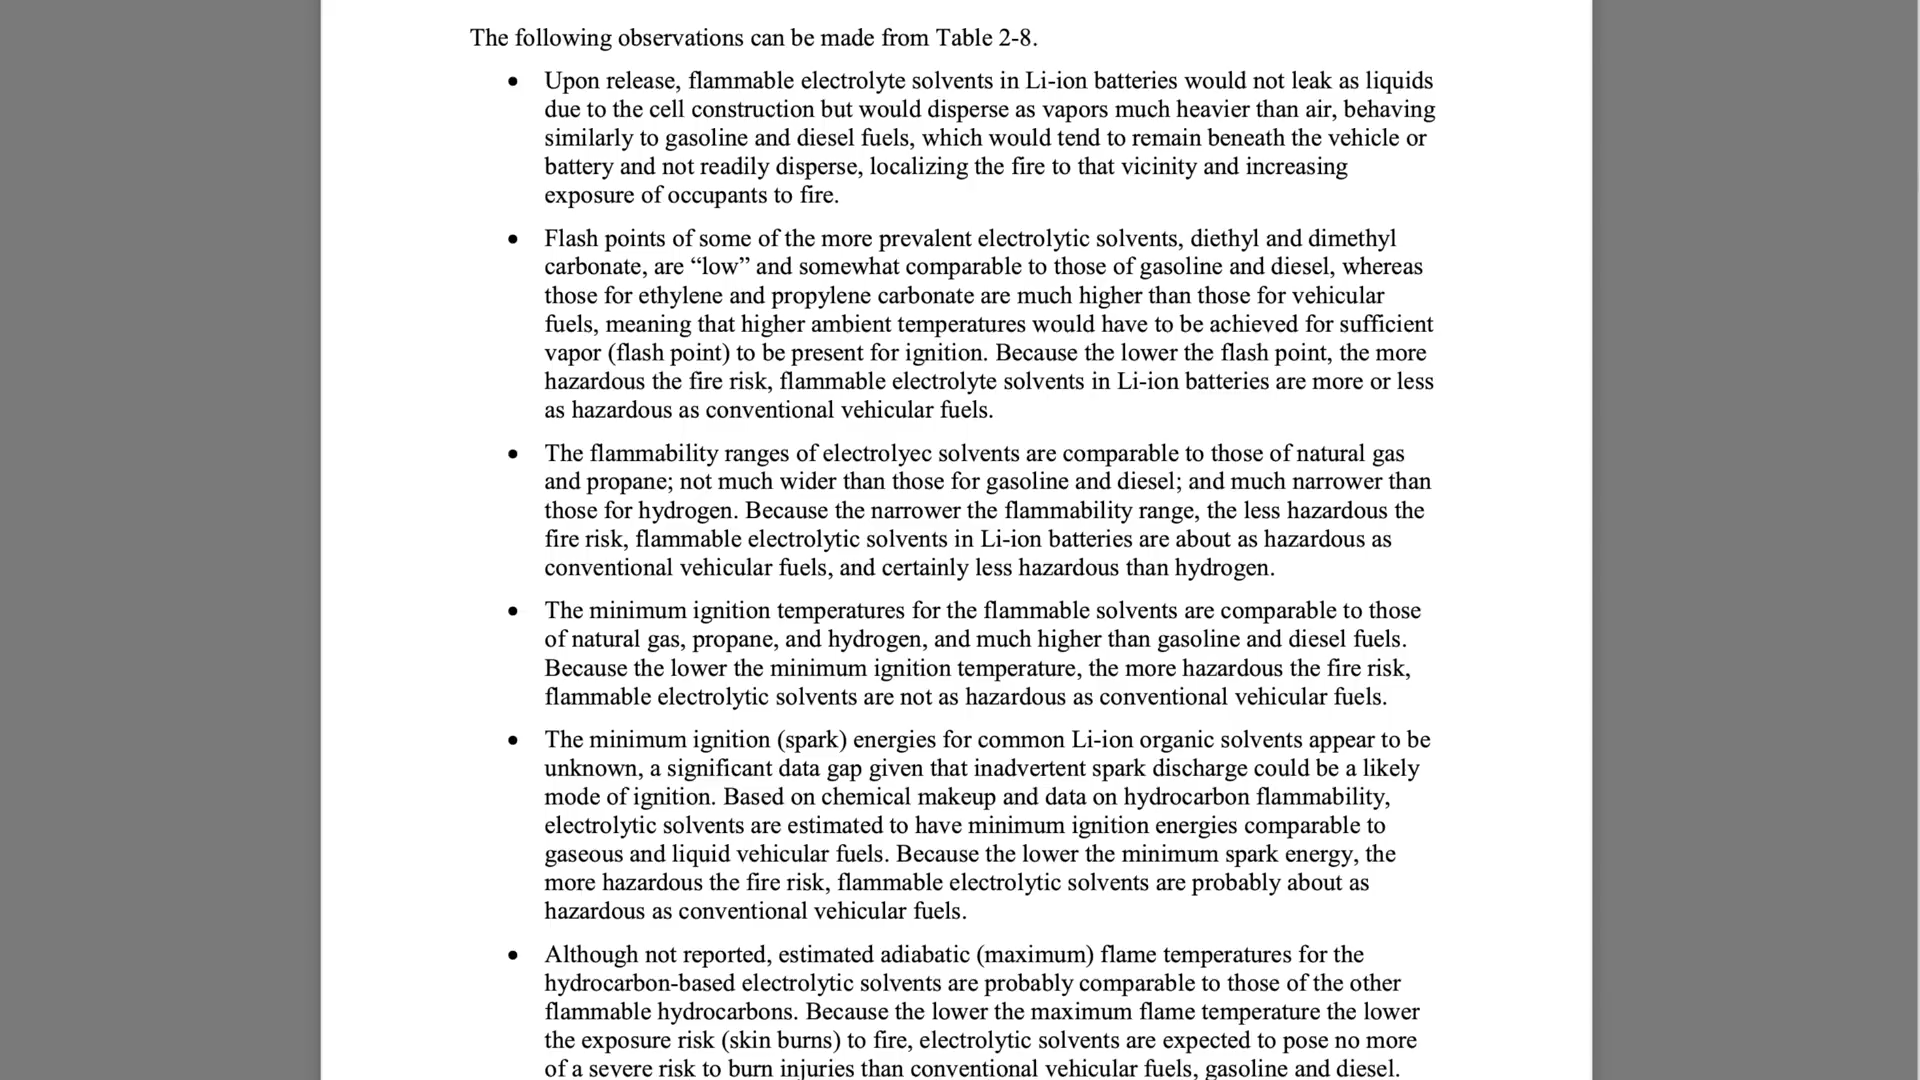 The following observations can be made from Table 2-8.
• Upon release, flammable electrolyte solvents in Li-ion batteries would not leak as liquids
due to the cell construction but would disperse as vapors much heavier than air, behaving
similarly to gasoline and diesel fuels, which would tend to remain beneath the vehicle or
battery and not readily disperse, localizing the fire to that vicinity and increasing
exposure of occupants to fire.
• Flash points of some of the more prevalent electrolytic solvents, diethyl and dimethyl
carbonate, are “low” and somewhat comparable to those of gasoline and diesel, whereas
those for ethylene and propylene carbonate are much higher than those for vehicular
fuels, meaning that higher ambient temperatures would have to be achieved for sufficient
vapor (flash point) to be present for ignition. Because the lower the flash point, the more
hazardous the fire risk, flammable electrolyte solvents in Li-ion batteries are more or less
as hazardous as conventional vehicular fuels.
• The flammability ranges of electrolyec solvents are comparable to those of natural gas
and propane; not much wider than those for gasoline and diesel; and much narrower than
those for hydrogen. Because the narrower the flammability range, the less hazardous the
fire risk, flammable electrolytic solvents in Li-ion batteries are about as hazardous as
conventional vehicular fuels, and certainly less hazardous than hydrogen.
• The minimum ignition temperatures for the flammable solvents are comparable to those
of natural gas, propane, and hydrogen, and much higher than gasoline and diesel fuels.
Because the lower the minimum ignition temperature, the more hazardous the fire risk,
flammable electrolytic solvents are not as hazardous as conventional vehicular fuels.
• The minimum ignition (spark) energies for common Li-ion organic solvents appear to be
unknown, a significant data gap given that inadvertent spark discharge could be a likely
mode of ignition. Based on chemical makeup and data on hydrocarbon flammability,
electrolytic solvents are estimated to have minimum ignition energies comparable to
gaseous and liquid vehicular fuels. Because the lower the minimum spark energy, the
more hazardous the fire risk, flammable electrolytic solvents are probably about as
hazardous as conventional vehicular fuels.
• Although not reported, estimated adiabatic (maximum) flame temperatures for the
hydrocarbon-based electrolytic solvents are probably comparable to those of the other
flammable hydrocarbons. Because the lower the maximum flame temperature the lower
the exposure risk (skin burns) to fire, electrolytic solvents are expected to pose no more
of a severe risk to burn injuries than conventional vehicular fuels, gasoline and diesel.